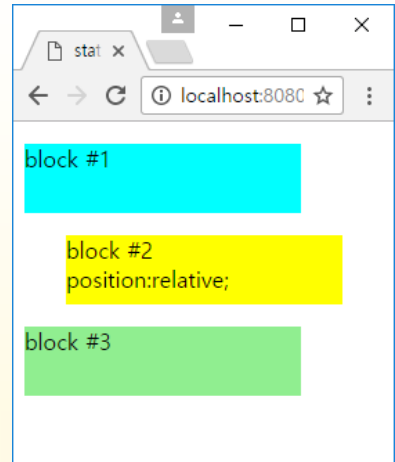 stat
localhost:8080
block #1
block #2
position:relative;
block #3